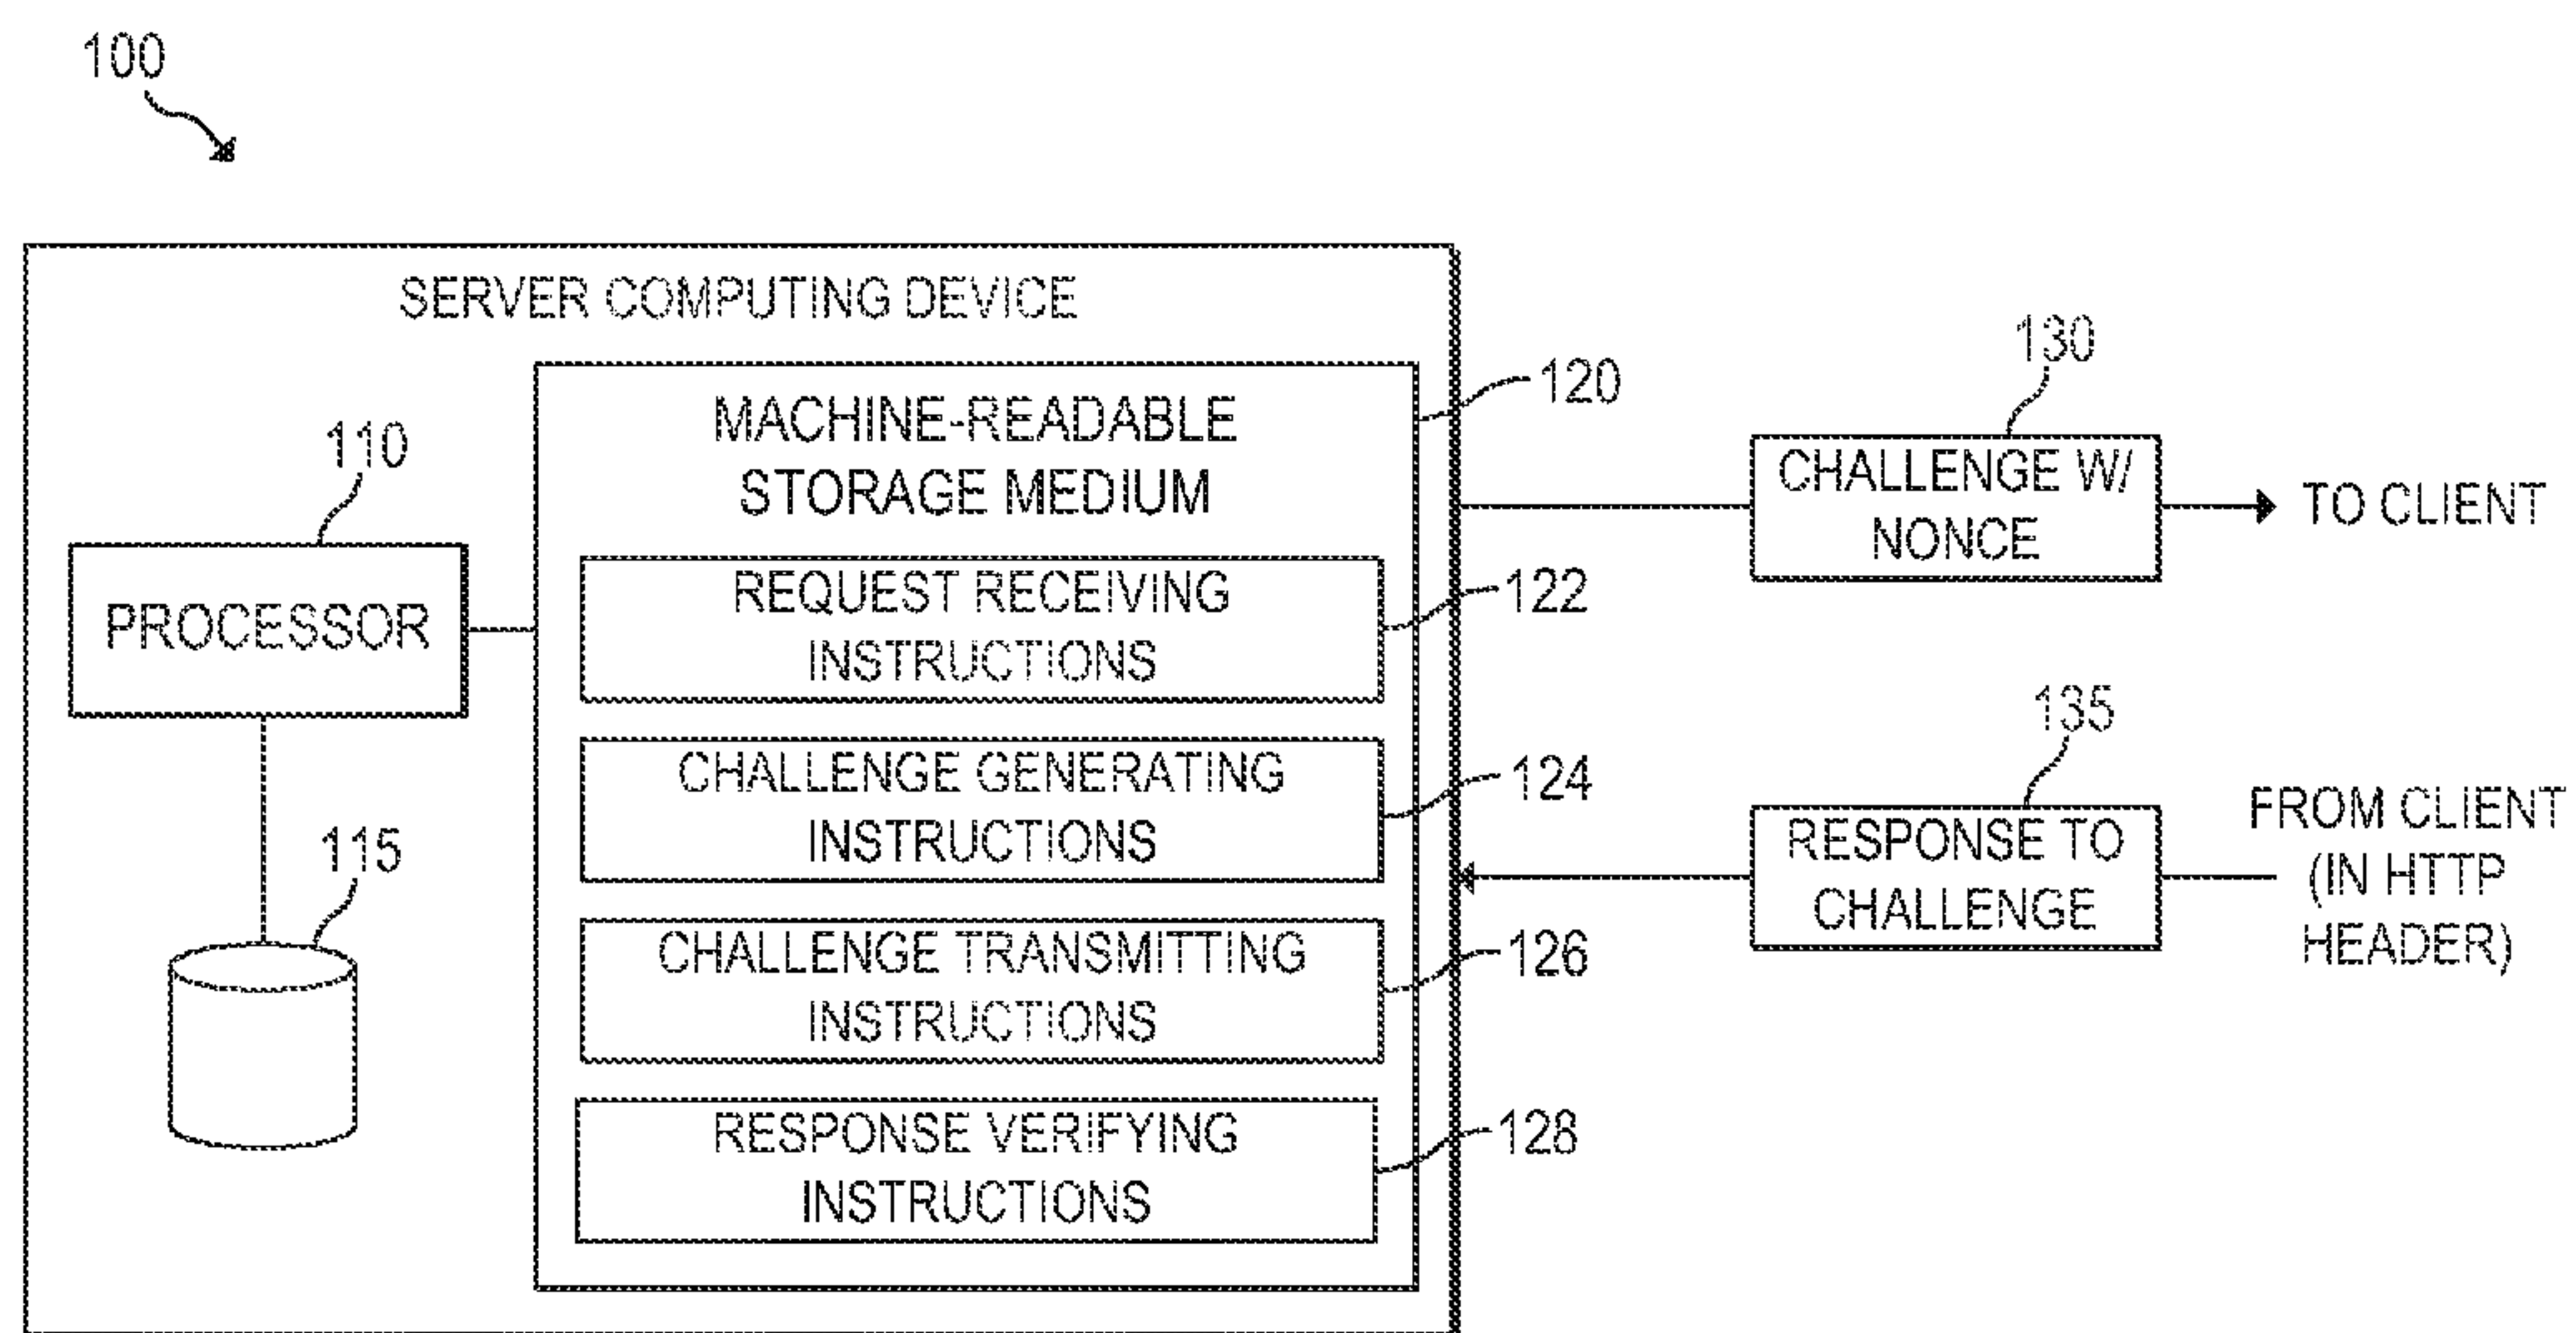 100
SERVER COMPUTING DEVICE
110
PROCESSOR
115
MACHINE-READABLE
STORAGE MEDIUM
120
REQUEST RECEIVING
INSTRUCTIONS
122
CHALLENGE GENERATING
INSTRUCTIONS
124
CHALLENGE TRANSMITTING
INSTRUCTIONS
126
RESPONSE VERIFYING
INSTRUCTIONS
128
130
CHALLENGE W/
NONCE
TO CLIENT
135
RESPONSE TO
CHALLENGE
FROM CLIENT
(IN HTTP
HEADER)